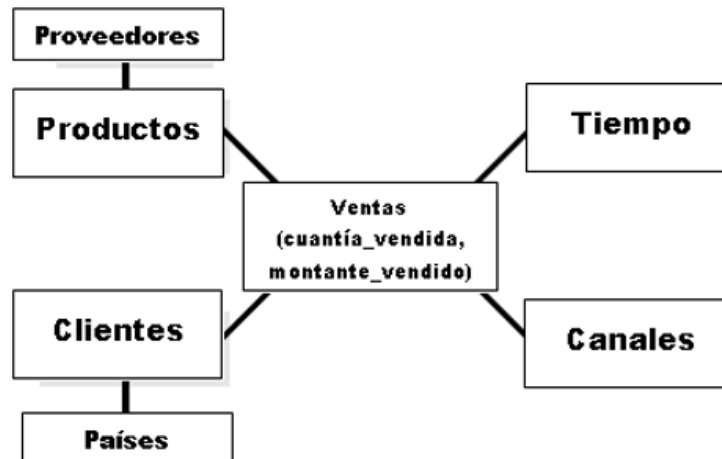 Proveedores
Productos
Tiempo
Ventas
(cuantía_vendida,
montante_vendido)
Clientes
Canales
Países